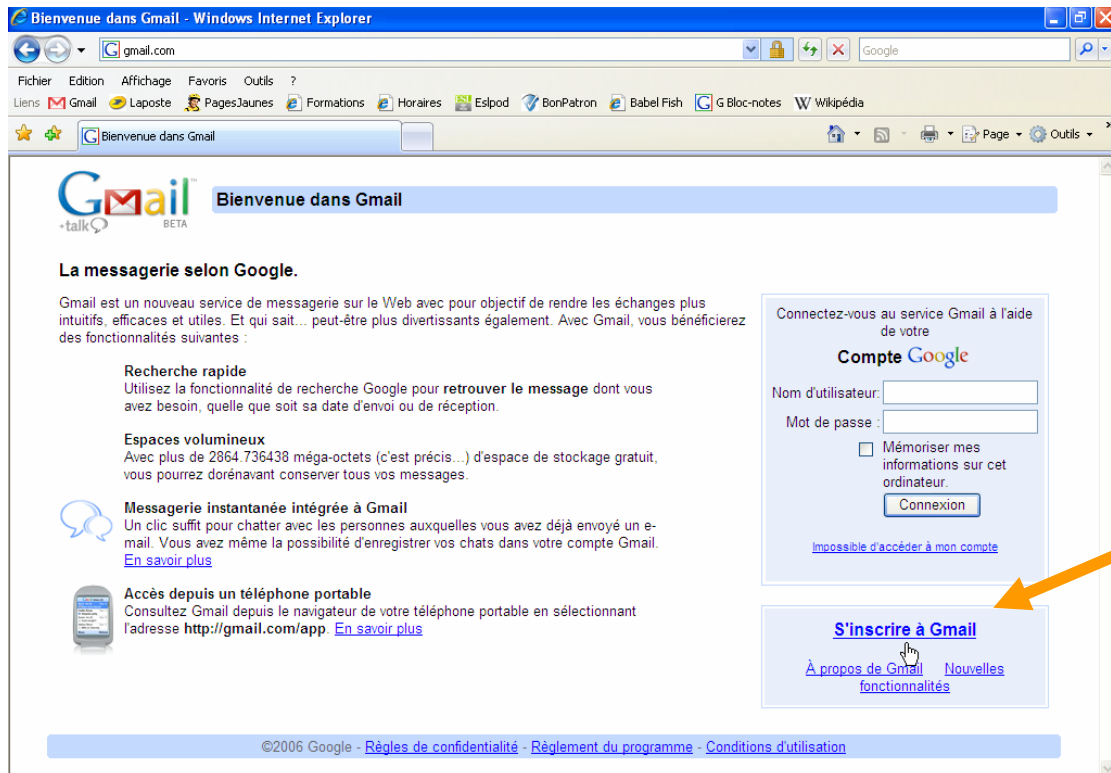 Bienvenue dans Gmail - Windows Internet Explorer
gmail.com
Google
Fichier Edition Affichage Favoris Outils ?
Liens Gmail Laposte PagesJaunes Formations Horaires Eslpod BonPatron Babel Fish G Bloc-notes Wikipédia
Bienvenue dans Gmail
Page Outils
Gmail™
talk BETA
Bienvenue dans Gmail
La messagerie selon Google.
Gmail est un nouveau service de messagerie sur le Web avec pour objectif de rendre les échanges plus
intuitifs, efficaces et utiles. Et qui sait... peut-être plus divertissants également. Avec Gmail, vous bénéficierez
des fonctionnalités suivantes :
Recherche rapide
Utilisez la fonctionnalité de recherche Google pour retrouver le message dont vous
avez besoin, quelle que soit sa date d'envoi ou de réception.
Espaces volumineux
Avec plus de 2864.736438 méga-octets (c'est précis...) d'espace de stockage gratuit,
vous pourrez dorénavant conserver tous vos messages.
Messagerie instantanée intégrée à Gmail
Un clic suffit pour chatter avec les personnes auxquelles vous avez déjà envoyé un e-
mail. Vous avez même la possibilité d'enregistrer vos chats dans votre compte Gmail.
En savoir plus
Accès depuis un téléphone portable
Consultez Gmail depuis le navigateur de votre téléphone portable en sélectionnant
l'adresse http://gmail.com/app. En savoir plus
Connectez-vous au service Gmail à l'aide
de votre
Compte Google
Nom d'utilisateur:
Mot de passe :
Mémoriser mes
informations sur cet
ordinateur.
Connexion
Impossible d'accéder à mon compte
S'inscrire à Gmail
À propos de Gmail Nouvelles
fonctionnalités
©2006 Google - Règles de confidentialité - Règlement du programme - Conditions d'utilisation